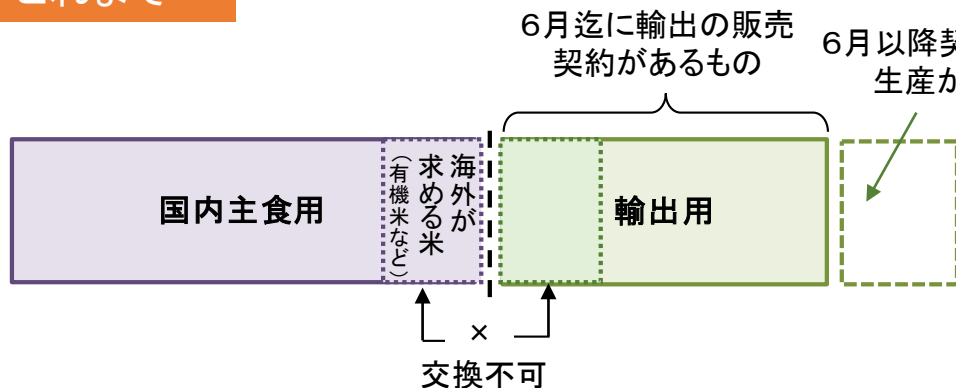 これまで
6月迄に輸出の販売
契約があるもの
6月以降契
生産か
国内主食用
海外が
求める米
(有機米など)
輸出用
×
交換不可